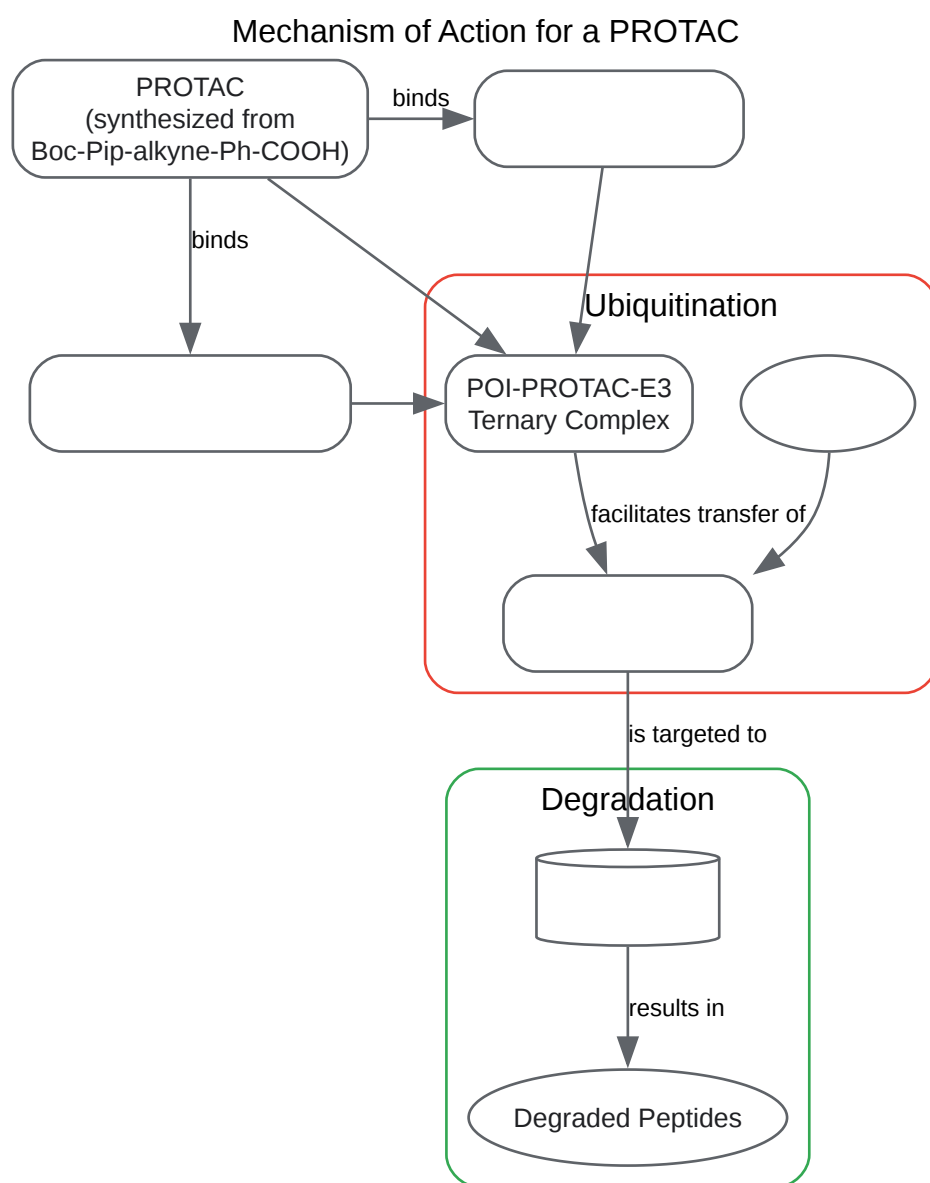 Mechanism of Action for a PROTAC
PROTAC
(synthesized from
Boc-Pip-alkyne-Ph-COOH)
binds
binds
Ubiquitination
POI-PROTAC-E3
Ternary Complex
facilitates transfer of
is targeted to
Degradation
results in
Degraded Peptides